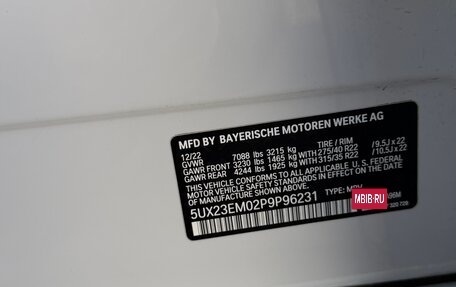 MFD BY BAYERISCHE MOTOREN WERKE AG
12/22 TIRE / RIM
GVWR 7088 lbs 3215 kg
GAWR FRONT 3230 lbs 1465 kg WITH 275/40 R22 / 9.5J x 22
GAWR REAR 4244 lbs 1925 kg WITH 315/35 R22 / 10.5J x 22
THIS VEHICLE CONFORMS TO ALL APPLICABLE U. S. FEDERAL
MOTOR VEHICLE SAFETY STANDARDS IN EFFECT ON THE
DATE OF MANUFACTURE SHOWN ABOVE.
5UX23EM02P9P96231 TYPE: MPV
MBIB·RU